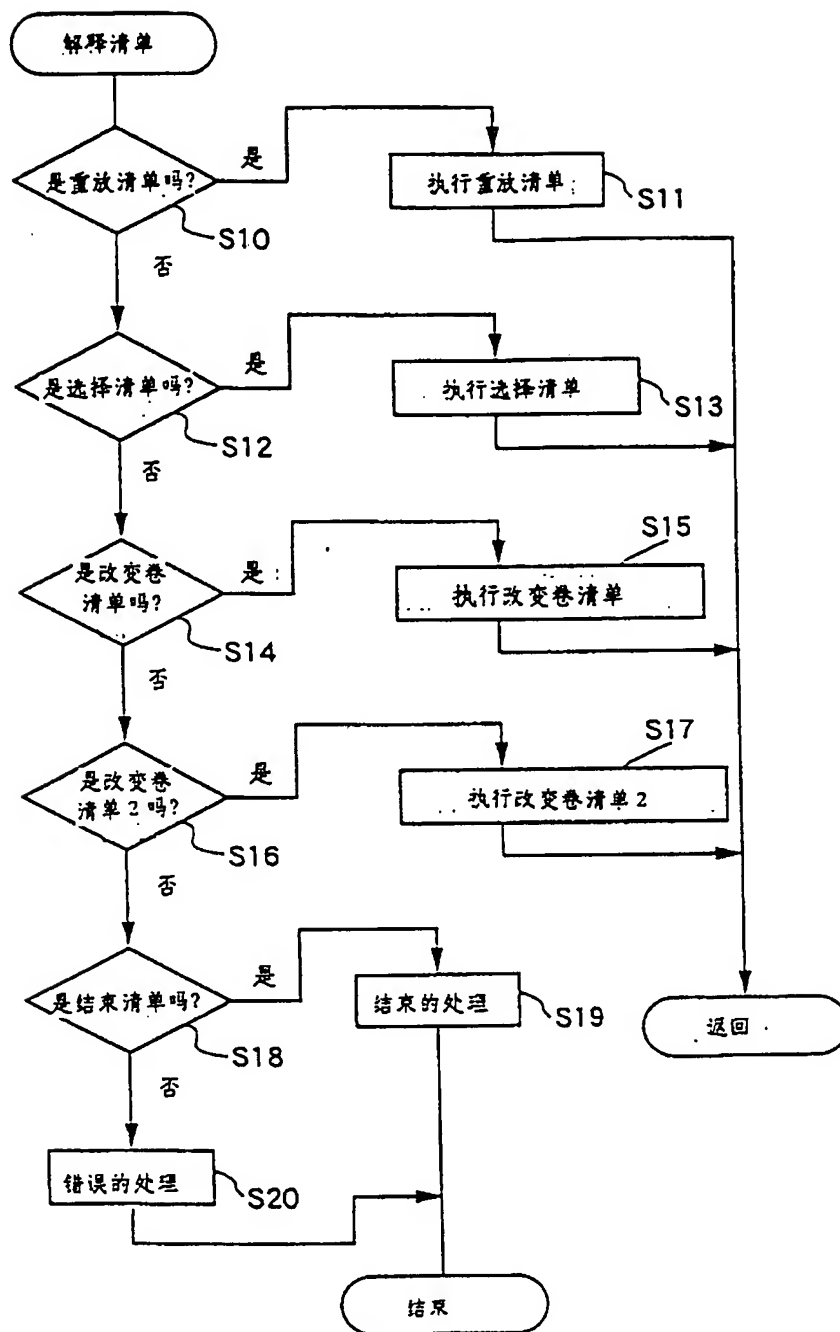 解释清单
是重放清单吗?
是
执行重放清单
S11
S10
否
是选择清单吗?
是
执行选择清单
S13
S12
否
是改变卷
清单吗?
是
S15
执行改变卷清单
S14
否
是改变卷
清单2吗?
是
S17
执行改变卷清单2
S16
否
是结束清单吗?
是
结束的处理
S19
返回
S18
否
错误的处理
S20
结束